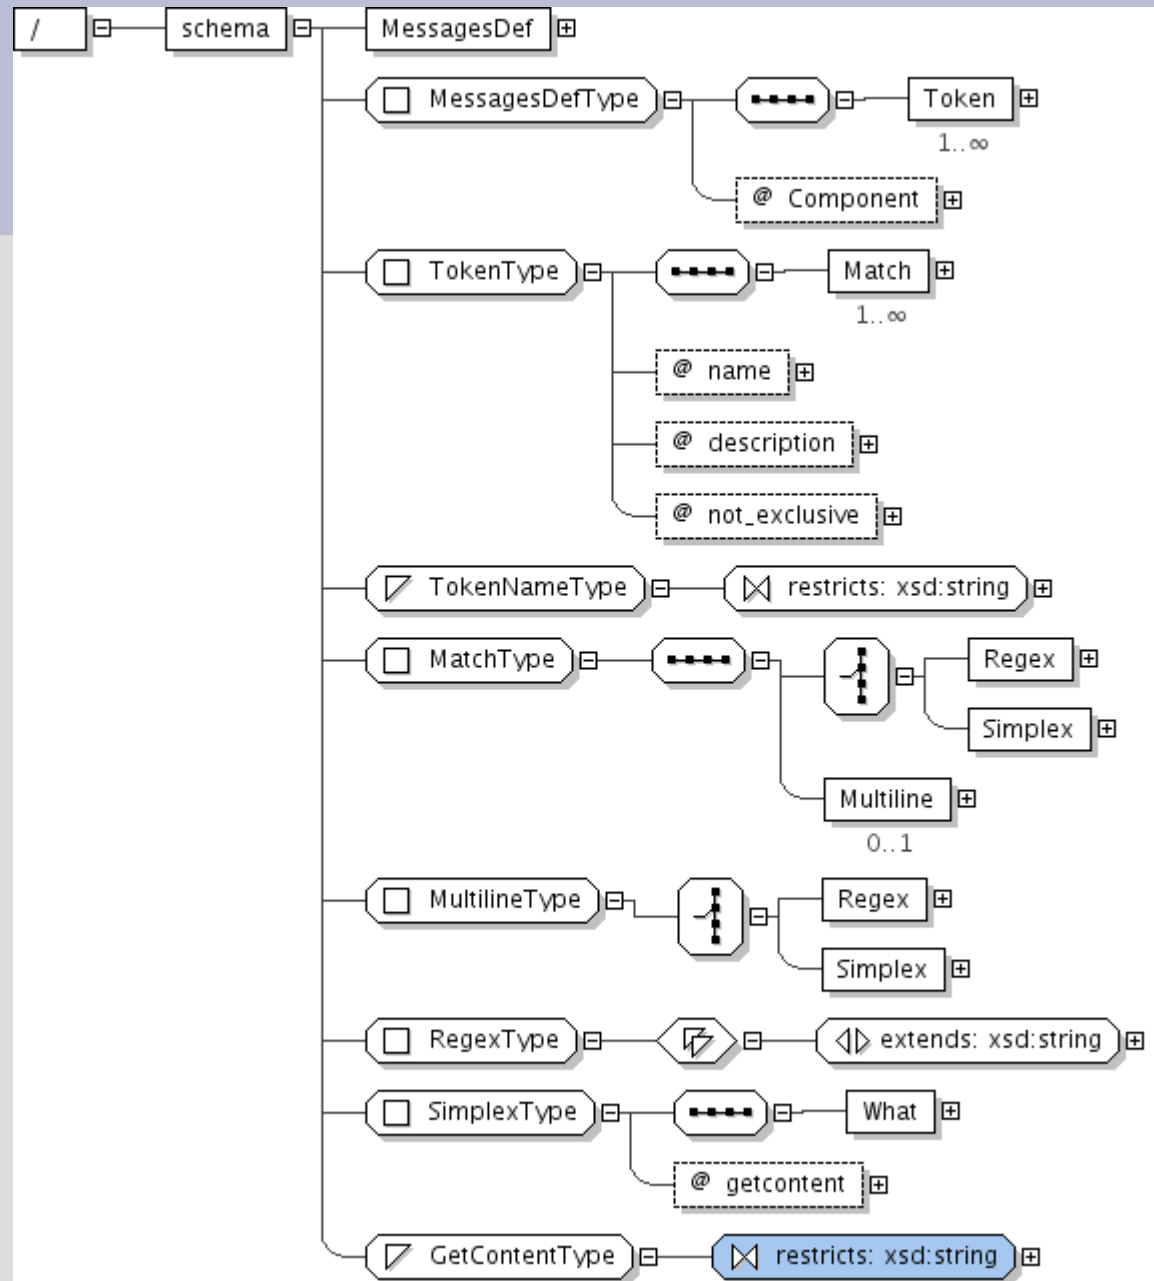 / schema MessagesDef
MessagesDefType Token
1..∞
@ Component
TokenType Match
1..∞
@ name
@ description
@ not_exclusive
TokenNameType restricts: xsd:string
MatchType Regex
Simplex
Multiline
0..1
MultilineType Regex
Simplex
RegexType extends: xsd:string
SimplexType What
@ getcontent
GetContentType restricts: xsd:string